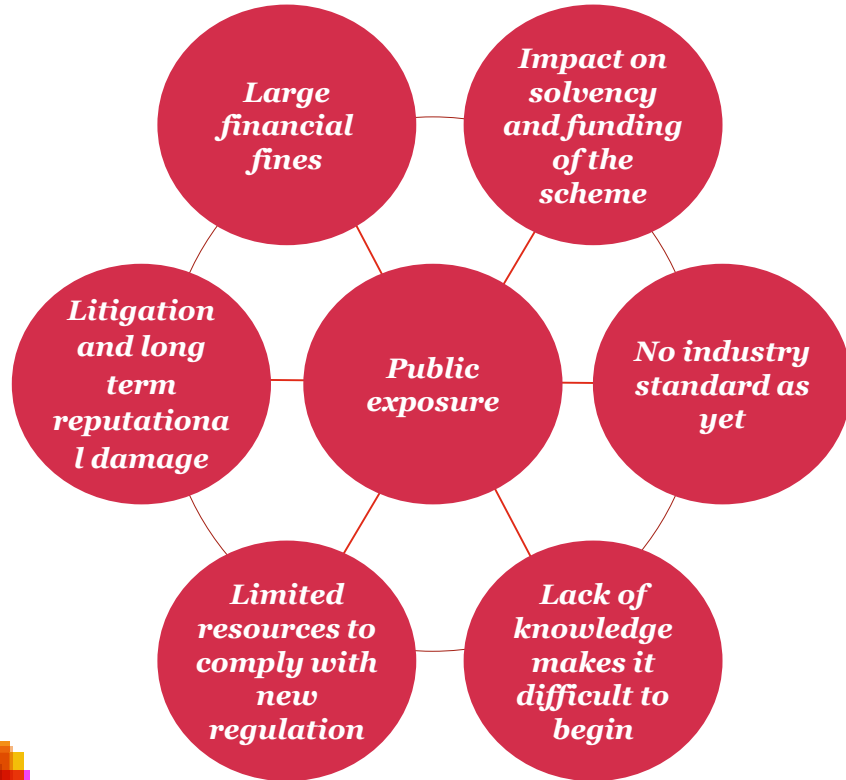 Large
financial
fines
Impact on
solvency
and funding
of the
scheme
Litigation
and long
term
reputationa
l damage
Public
exposure
No industry
standard as
yet
Limited
resources to
comply with
new
regulation
Lack of
knowledge
makes it
difficult to
begin